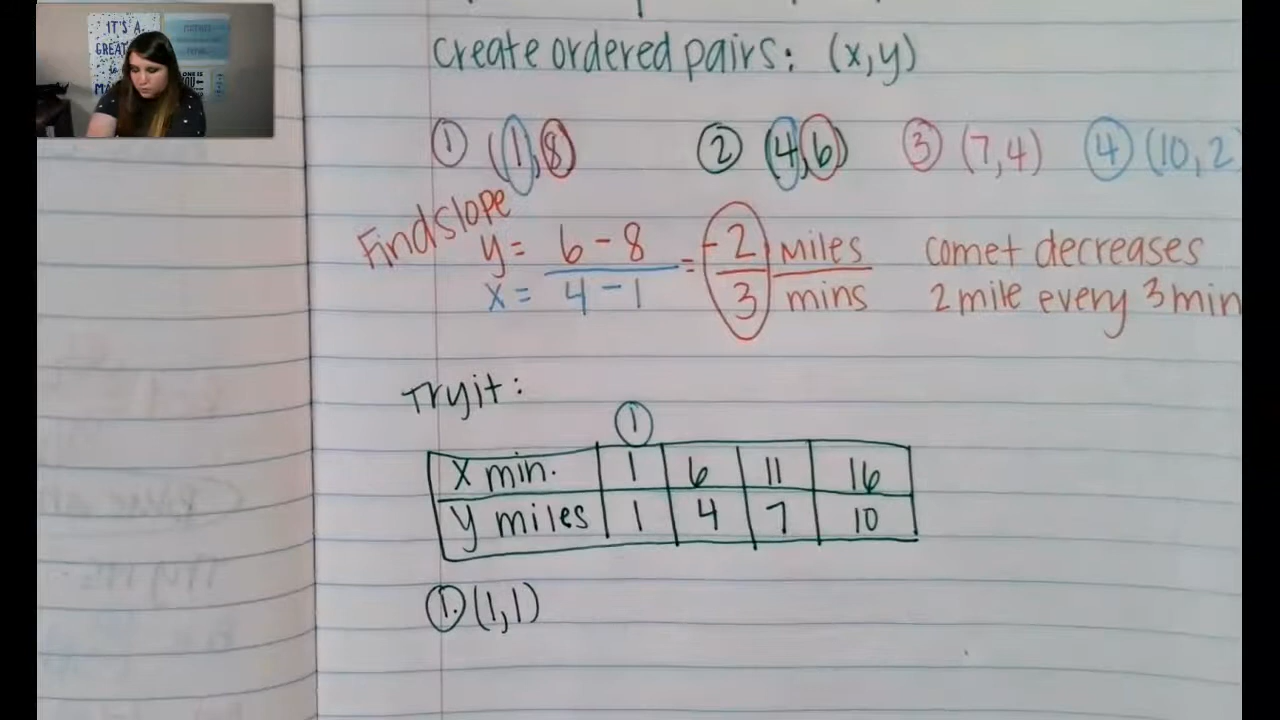 IT'S A
GREAT
create ordered pairs: (x,y)
① (1,8) ② (4,6) ③ (7,4) ④ (10,2
Find slope
y = 6 - 8 = -2 miles comet decreases
x = 4 - 1 3 mins 2 mile every 3 min
Try it:
①
X min. 1 6 11 16
y miles 1 4 7 10
①. (1,1)